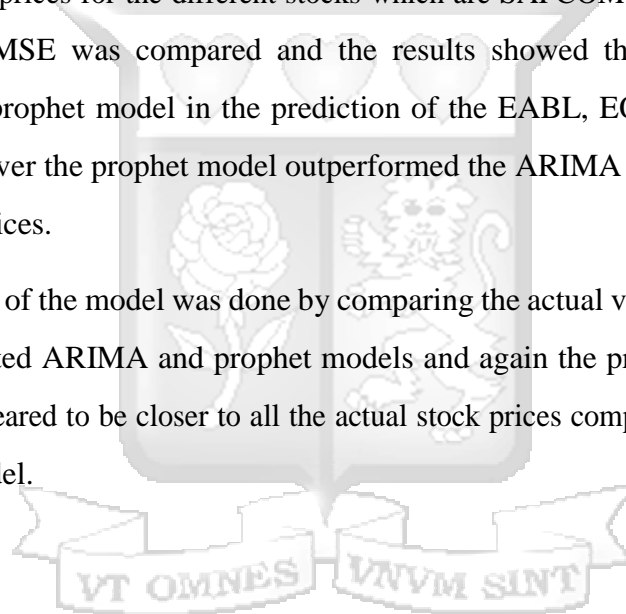 prices for the different stocks which are SAFCOM
MSE was compared and the results showed th
prophet model in the prediction of the EABL, EQ
ver the prophet model outperformed the ARIMA
ices.
of the model was done by comparing the actual v
ted ARIMA and prophet models and again the pr
eared to be closer to all the actual stock prices comp
del.
VT OMNES VNVM SINT